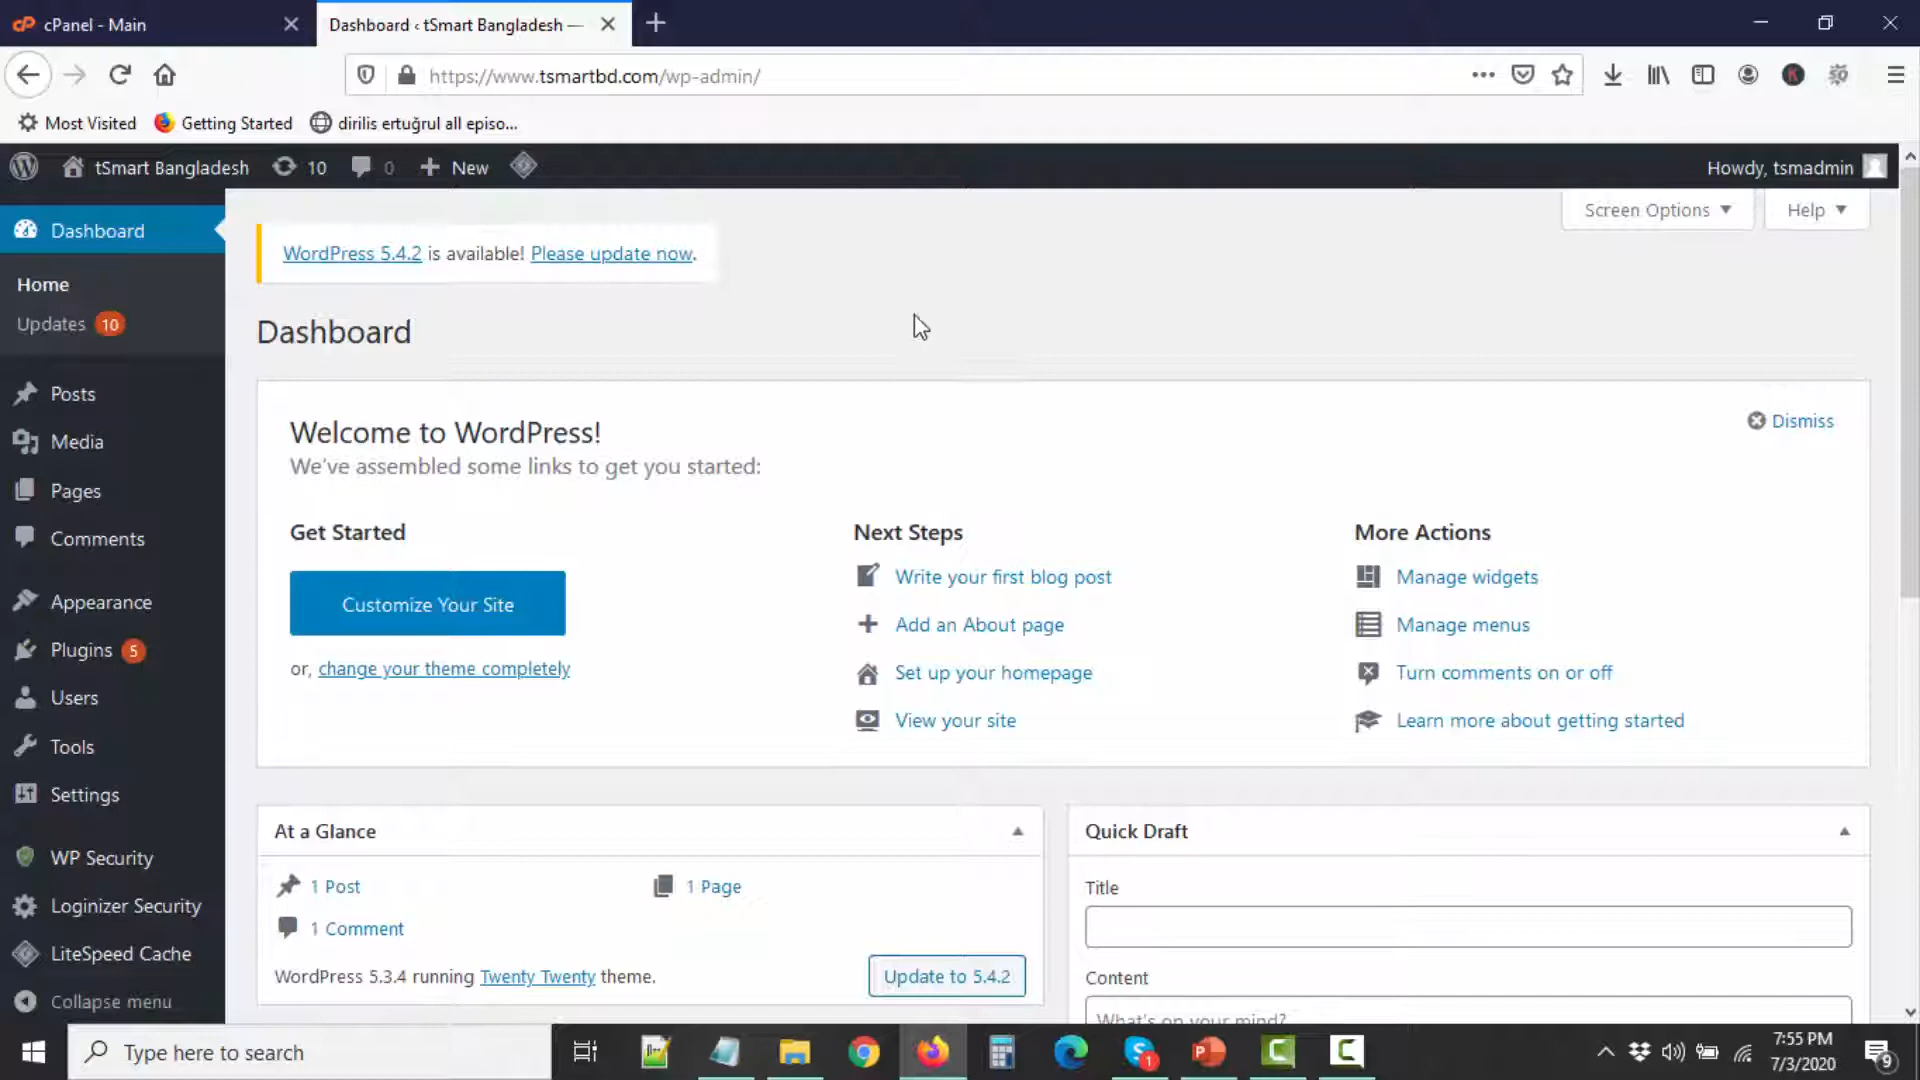 cPanel - Main
Dashboard ‹ tSmart Bangladesh —
https://www.tsmartbd.com/wp-admin/
Most Visited
Getting Started
dirilis ertuğrul all episo...
tSmart Bangladesh
10
0
New
Howdy, tsmadmin
Screen Options
Help
Dashboard
Home
Updates 10
Posts
Media
Pages
Comments
Appearance
Plugins 5
Users
Tools
Settings
WP Security
Loginizer Security
LiteSpeed Cache
Collapse menu
WordPress 5.4.2 is available! Please update now.
Dashboard
Welcome to WordPress!
We've assembled some links to get you started:
Dismiss
Get Started
Customize Your Site
or, change your theme completely
Next Steps
Write your first blog post
Add an About page
Set up your homepage
View your site
More Actions
Manage widgets
Manage menus
Turn comments on or off
Learn more about getting started
At a Glance
1 Post
1 Page
1 Comment
WordPress 5.3.4 running Twenty Twenty theme.
Update to 5.4.2
Quick Draft
Title
Content
What's on your mind?
Type here to search
1
7:55 PM
7/3/2020
9